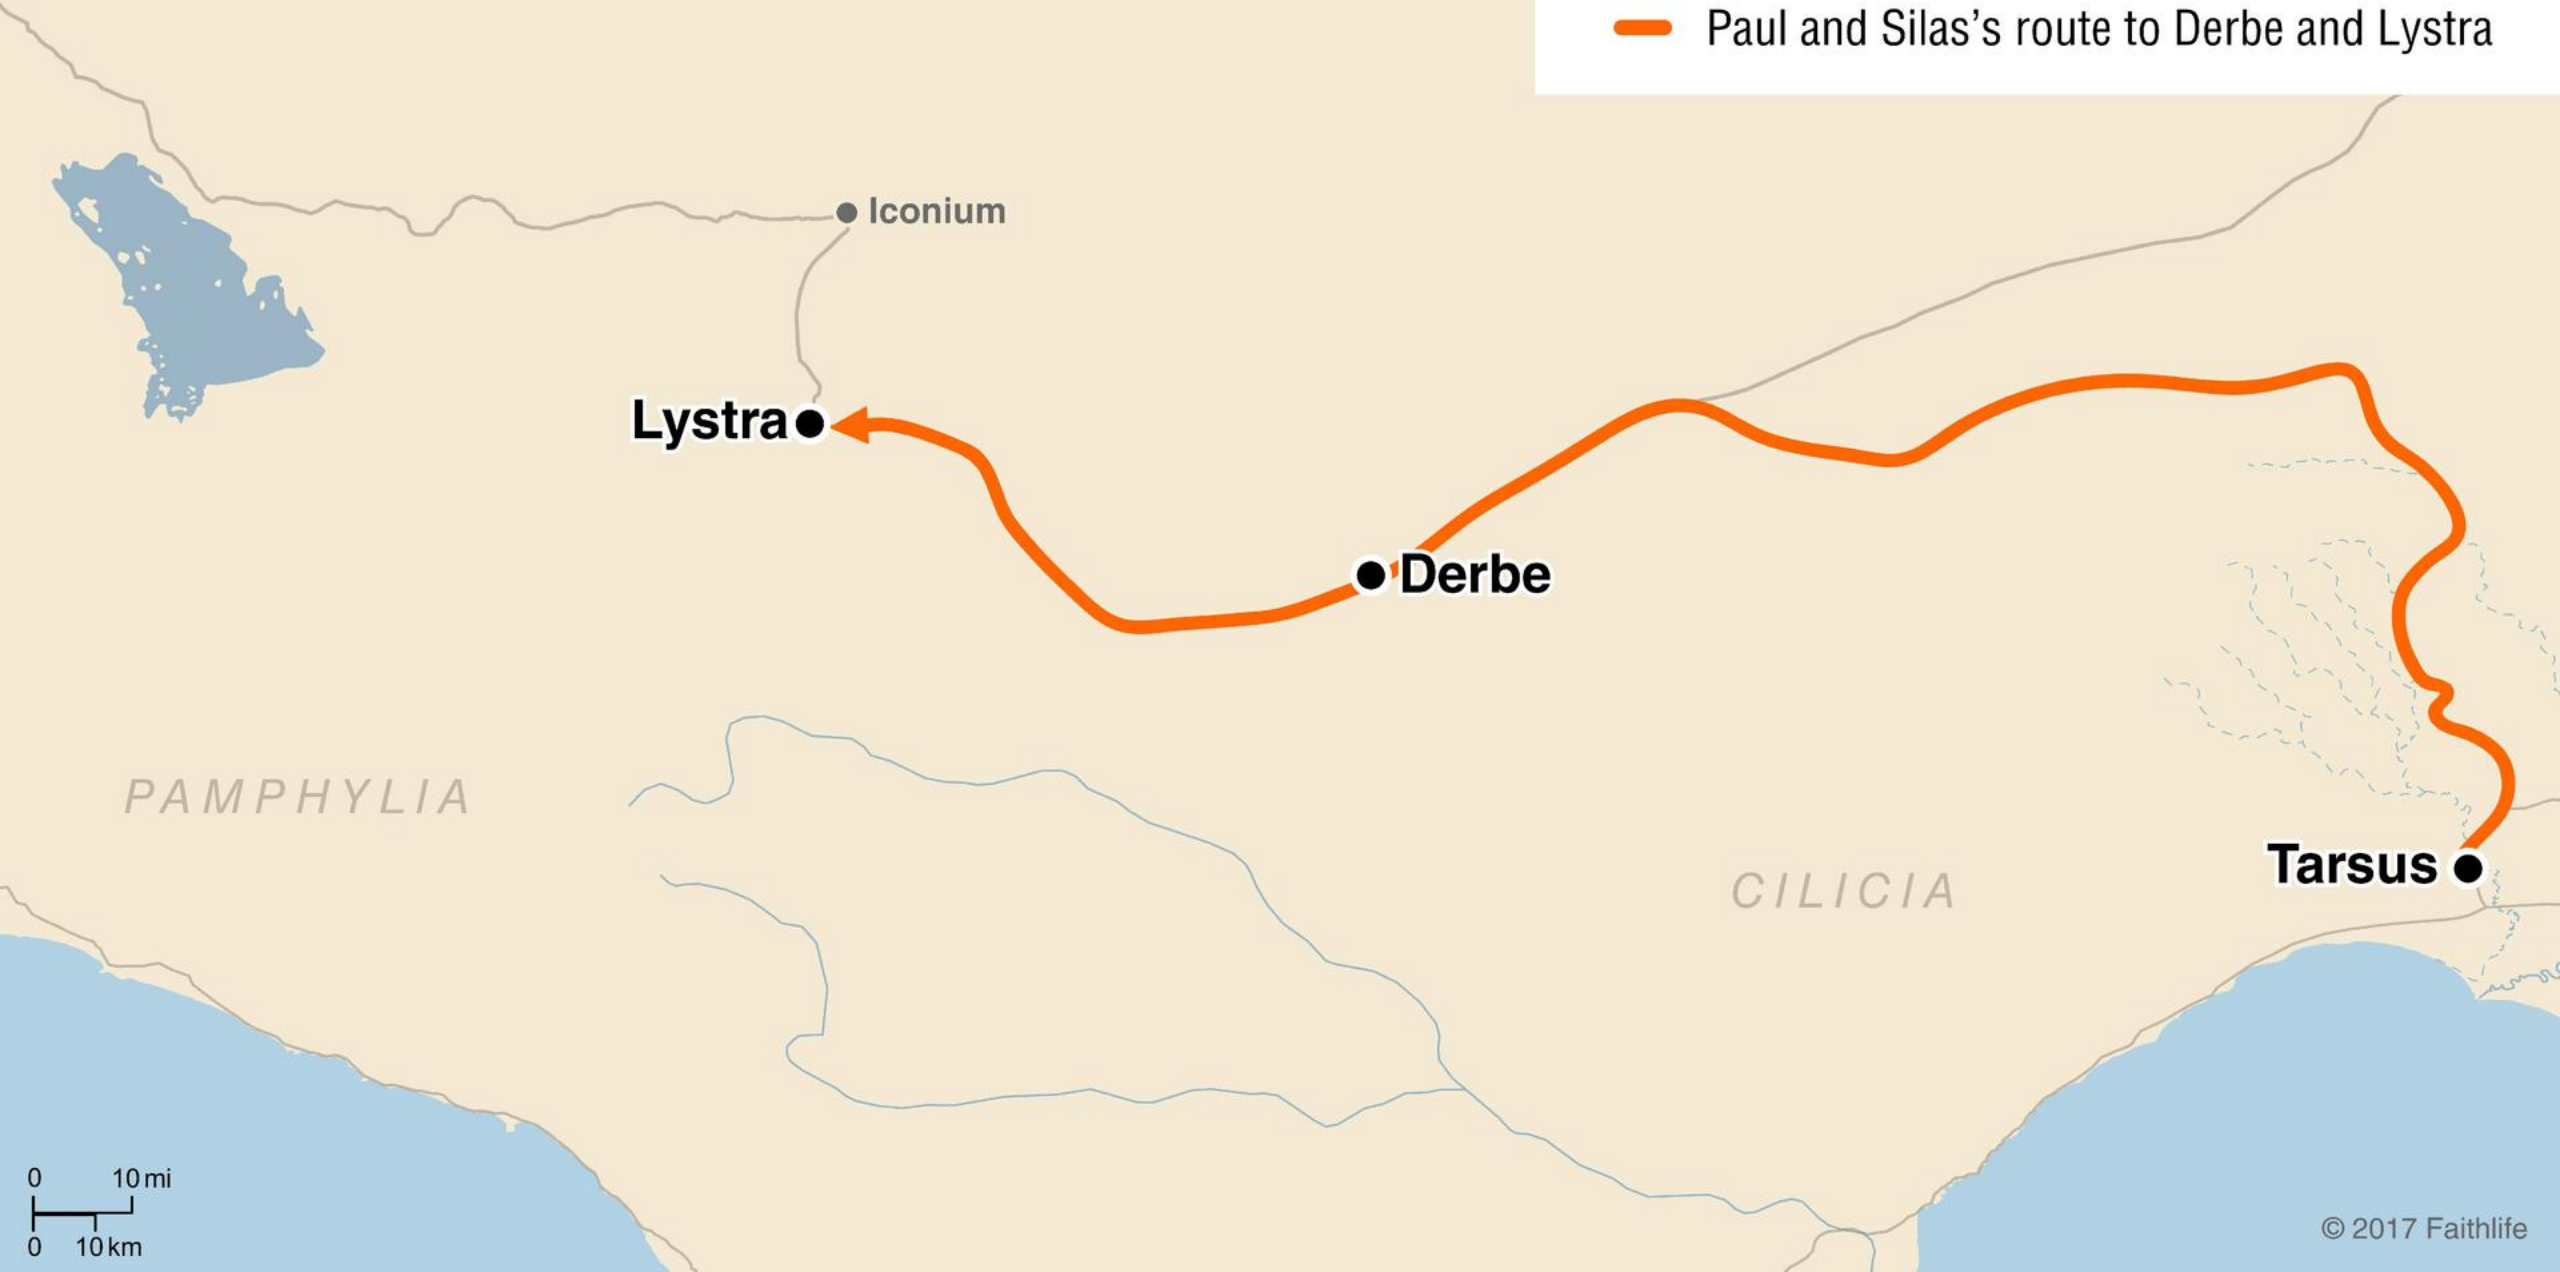 Paul and Silas's route to Derbe and Lystra
Iconium
Lystra
Derbe
PAMPHYLIA
CILICIA
Tarsus
0 10 mi
0 10 km
© 2017 Faithlife